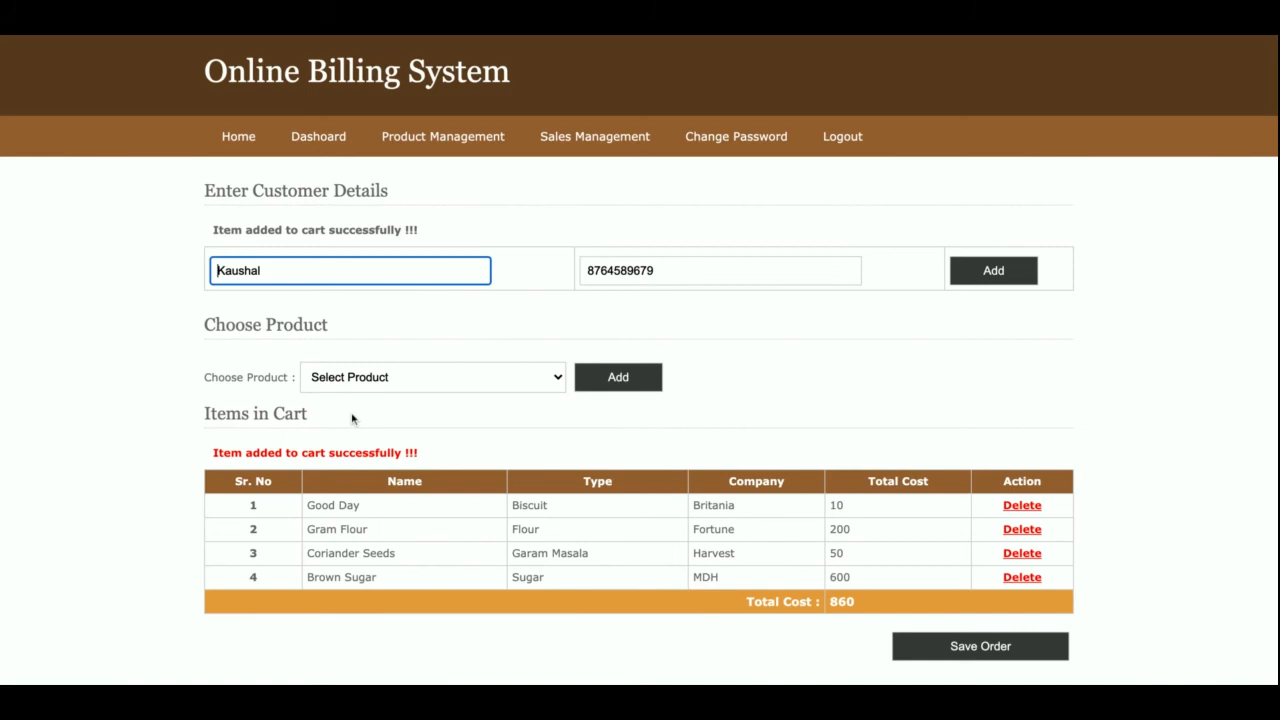 Online Billing System
Home Dashoard Product Management Sales Management Change Password Logout
Enter Customer Details
Item added to cart successfully !!!
Kaushal 8764589679 Add
Choose Product
Choose Product : Select Product Add
Items in Cart
Item added to cart successfully !!!
Sr. No Name Type Company Total Cost Action
1 Good Day Biscuit Britania 10 Delete
2 Gram Flour Flour Fortune 200 Delete
3 Coriander Seeds Garam Masala Harvest 50 Delete
4 Brown Sugar Sugar MDH 600 Delete
Total Cost : 860
Save Order